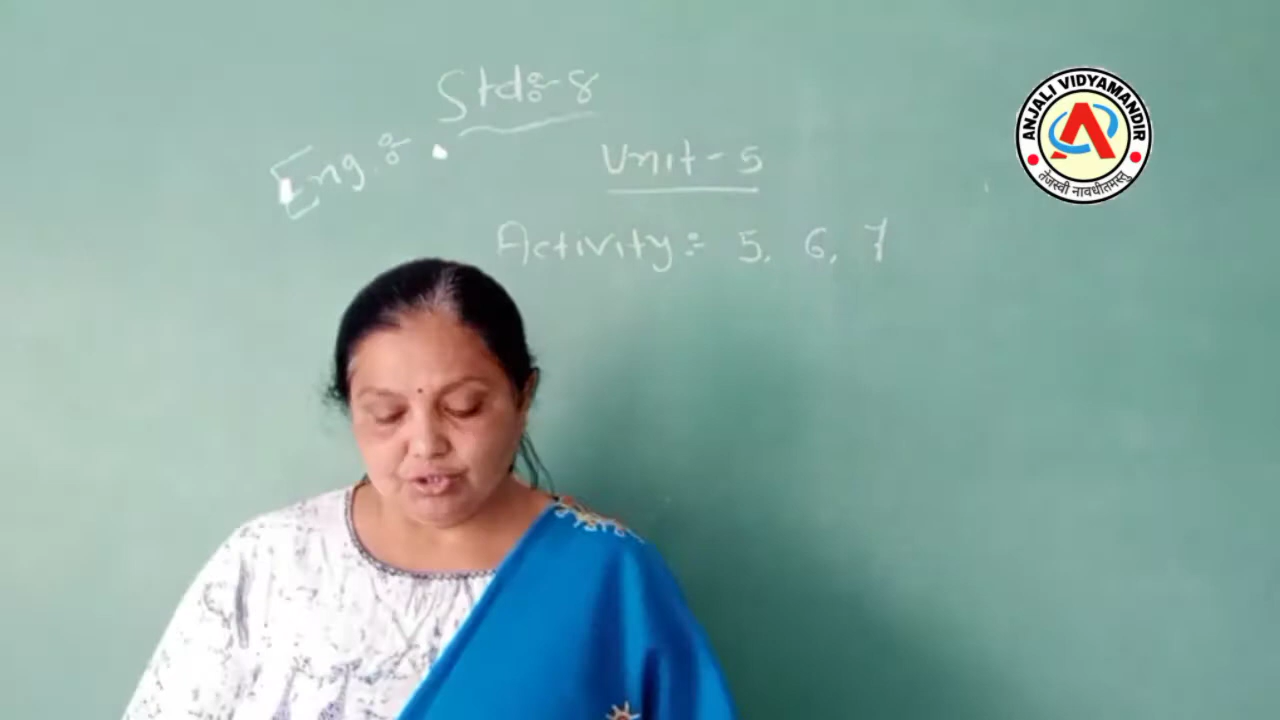 Std :- 8
Eng. :-
Unit - 5
Activity :- 5, 6, 7
ANJALI VIDYAMANDIR
तेजस्वी नावधीतमस्तु